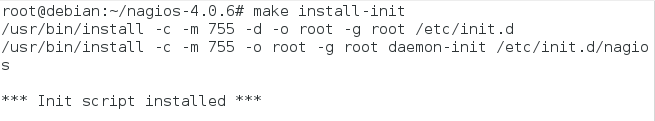 root@debian:~/nagios-4.0.6# make install-init
/usr/bin/install -c -m 755 -d -o root -g root /etc/init.d
/usr/bin/install -c -m 755 -o root -g root daemon-init /etc/init.d/nagio
s
*** Init script installed ***